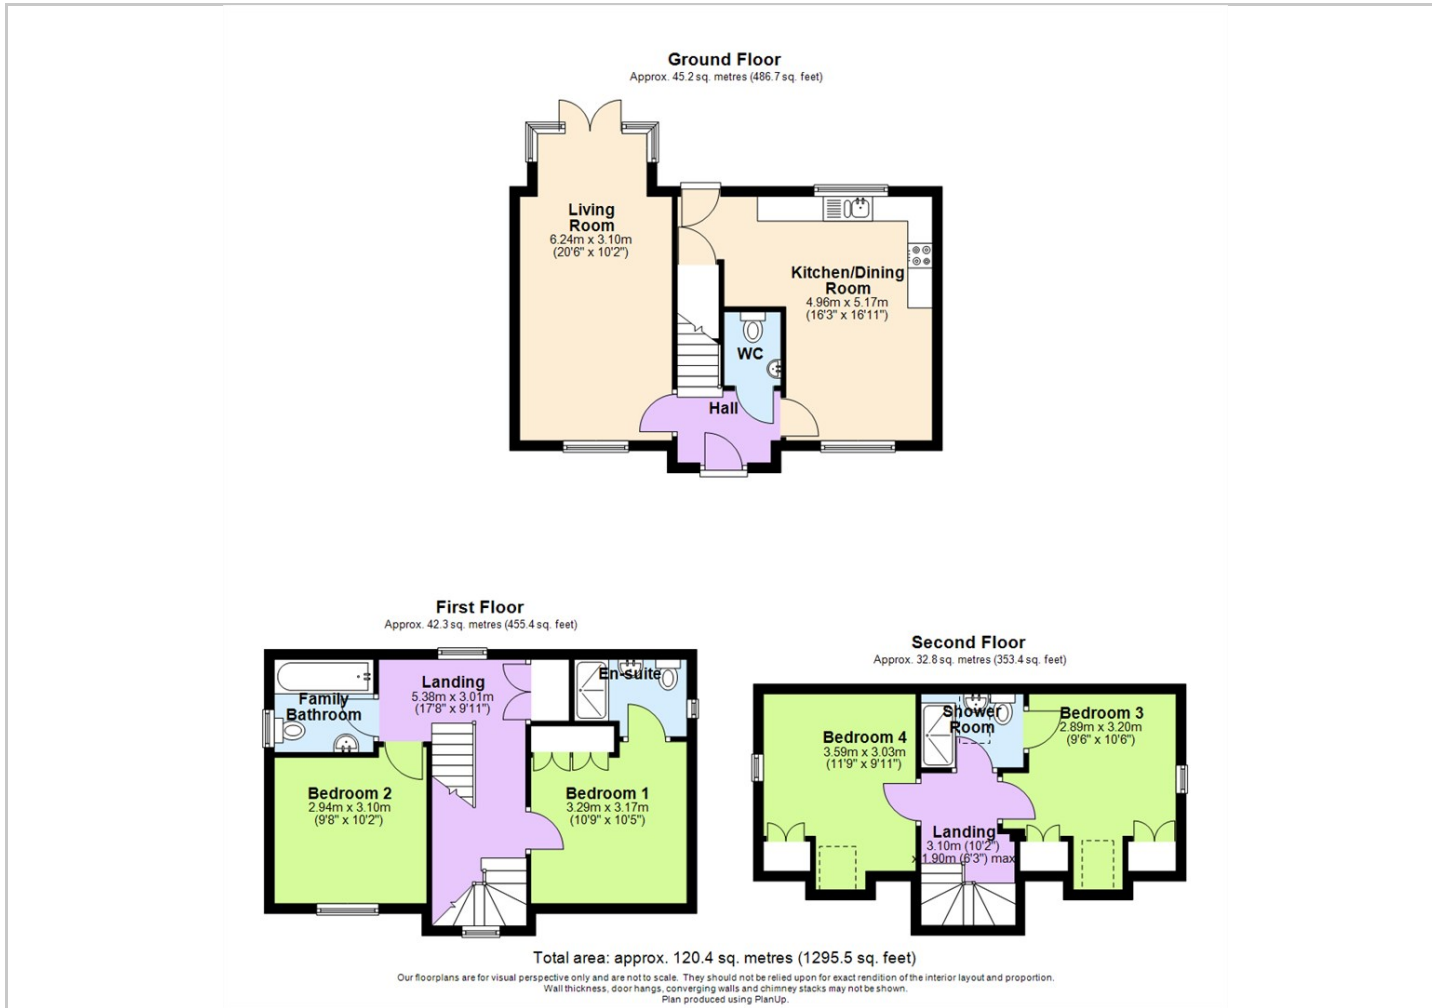 Ground Floor
Approx. 45.2 sq. metres (486.7 sq. feet)
Living
Room
6.24m x 3.10m
(20'6" x 10'2")
Kitchen/Dining
Room
4.96m x 5.17m
(16'3" x 16'11")
WC
Hall
First Floor
Approx. 42.3 sq. metres (455.4 sq. feet)
Family
Bathroom
Landing
5.38m x 3.01m
(17'8" x 9'11")
En-suite
Bedroom 2
2.94m x 3.10m
(9'8" x 10'2")
Bedroom 1
3.29m x 3.17m
(10'9" x 10'5")
Second Floor
Approx. 32.8 sq. metres (353.4 sq. feet)
Bedroom 4
3.59m x 3.03m
(11'9" x 9'11")
Shower
Room
Bedroom 3
2.89m x 3.20m
(9'6" x 10'6")
Landing
3.10m (10'2")
x 1.90m (6'3") max
Total area: approx. 120.4 sq. metres (1295.5 sq. feet)
Our floorplans are for visual perspective only and are not to scale. They should not be relied upon for exact rendition of the interior layout and proportion.
Wall thickness, door hangs, converging walls and chimney stacks may not be shown.
Plan produced using PlanUp.